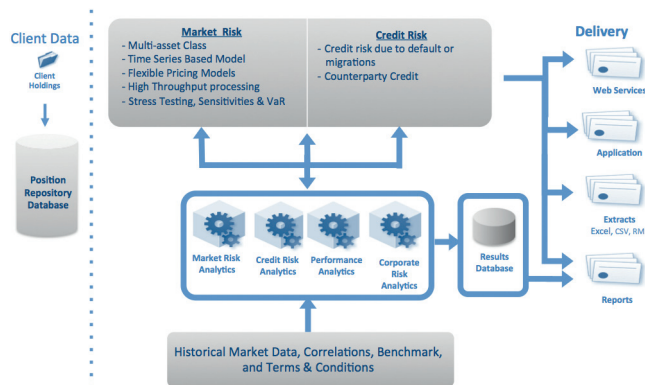 Client Data
Client
Holdings
Position
Repository
Database
Market Risk
- Multi-asset Class
- Time Series Based Model
- Flexible Pricing Models
- High Throughput processing
- Stress Testing, Sensitivities & VaR
Credit Risk
- Credit risk due to default or
migrations
- Counterparty Credit
Delivery
Web Services
Application
Extracts
Excel, CSV, RM
Reports
Market Risk
Analytics
Credit Risk
Analytics
Performance
Analytics
Corporate
Risk
Analytics
Results
Database
Historical Market Data, Correlations, Benchmark,
and Terms & Conditions